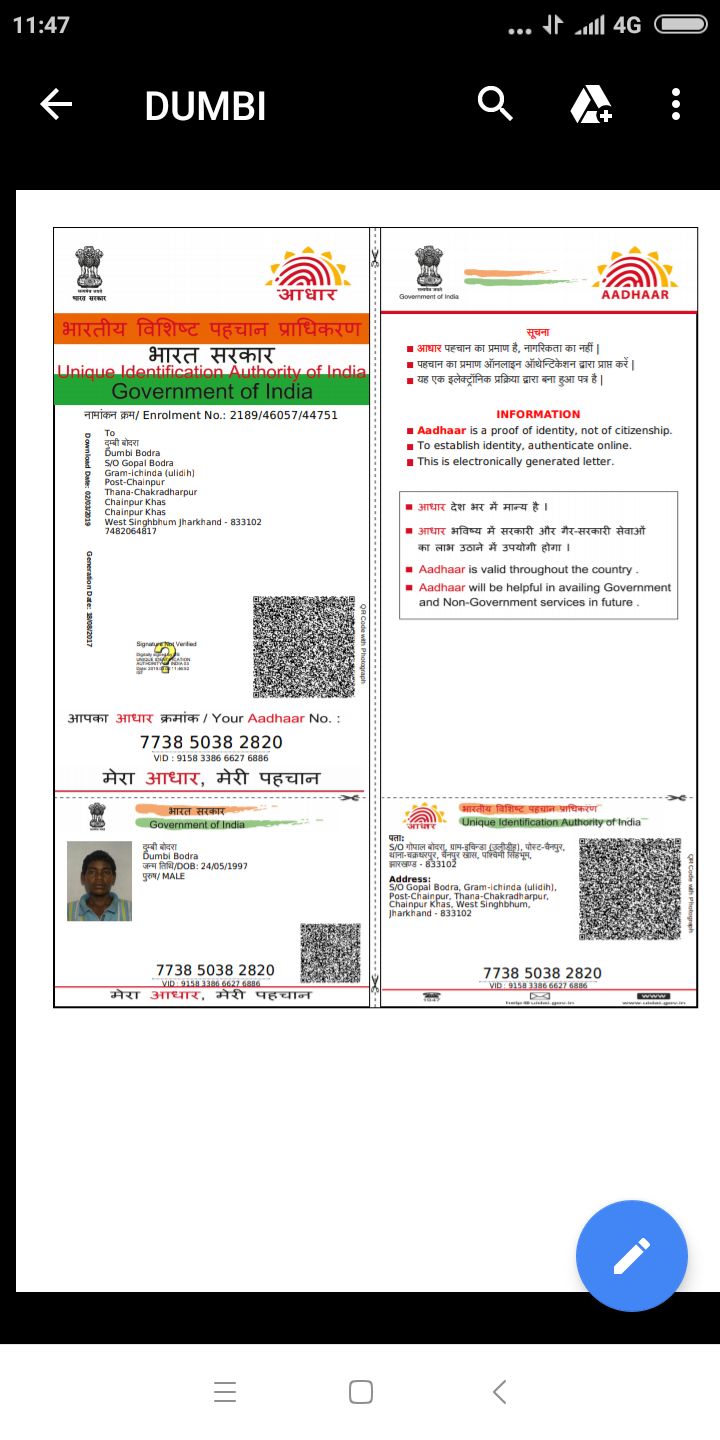 11:47
4G
DUMBI
सत्यमेव जयते
भारत सरकार
आधार
भारतीय विशिष्ट पहचान प्राधिकरण
भारत सरकार
Unique Identification Authority of India
Government of India
नामांकन क्रम/ Enrolment No.: 2189/46057/44751
Download Date: 02/03/2019
Generation Date: 18/08/2017
To
दुम्बी बोदरा
Dumbi Bodra
S/O Gopal Bodra
Gram-ichinda (ulidih)
Post-Chainpur
Thana-Chakradharpur
Chainpur Khas
Chainpur Khas
West Singhbhum Jharkhand - 833102
7482064817
Signature Not Verified
?
QR Code with Photograph
आपका आधार क्रमांक / Your Aadhaar No. :
7738 5038 2820
VID : 9158 3386 6627 6886
मेरा आधार, मेरी पहचान
Government of India
AADHAAR
सूचना
आधार पहचान का प्रमाण है, नागरिकता का नहीं |
पहचान का प्रमाण ऑनलाइन ऑथेन्टिकेशन द्वारा प्राप्त करें |
यह एक इलेक्ट्रॉनिक प्रक्रिया द्वारा बना हुआ पत्र है |
INFORMATION
Aadhaar is a proof of identity, not of citizenship.
To establish identity, authenticate online.
This is electronically generated letter.
आधार देश भर में मान्य है ।
आधार भविष्य में सरकारी और गैर-सरकारी सेवाओं
का लाभ उठाने में उपयोगी होगा ।
Aadhaar is valid throughout the country .
Aadhaar will be helpful in availing Government
and Non-Government services in future .
भारत सरकार
Government of India
दुम्बी बोदरा
Dumbi Bodra
जन्म तिथि/DOB: 24/05/1997
पुरुष/ MALE
7738 5038 2820
VID : 9158 3386 6627 6886
मेरा आधार, मेरी पहचान
आधार
भारतीय विशिष्ट पहचान प्राधिकरण
Unique Identification Authority of India
पता:
S/O गोपाल बोदरा, ग्राम-इचिन्डा (उलीडीह), पोस्ट-चैनपुर,
थाना-चक्रधरपुर, चैनपुर खास, पश्चिमी सिंहभूम,
झारखण्ड - 833102
Address:
S/O Gopal Bodra, Gram-ichinda (ulidih),
Post-Chainpur, Thana-Chakradharpur,
Chainpur Khas, West Singhbhum,
Jharkhand - 833102
QR Code with Photograph
7738 5038 2820
VID : 9158 3386 6627 6886
1947
help@uidai.gov.in
www
www.uidai.gov.in